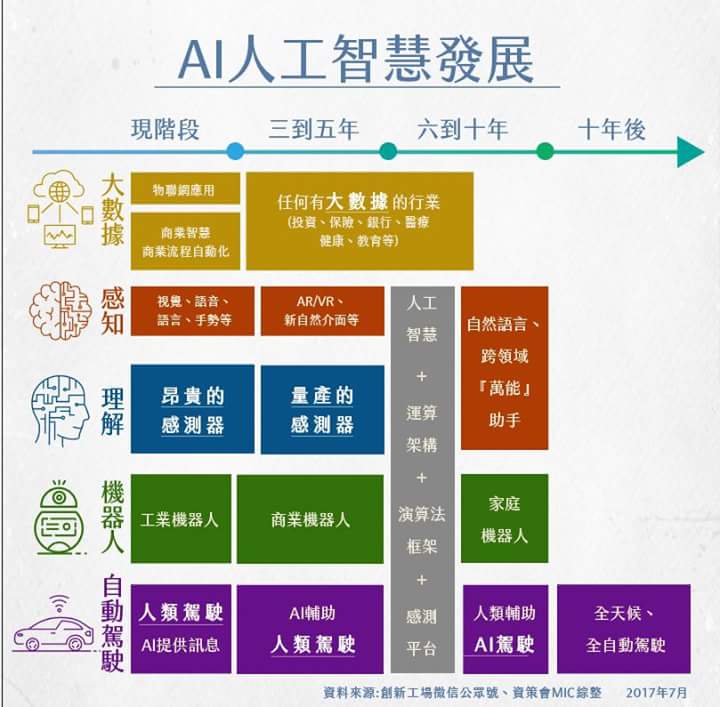 AI人工智慧發展
現階段
三到五年
六到十年
十年後
大數據
物聯網應用
商業智慧
商業流程自動化
任何有大數據的行業
(投資、保險、銀行、醫療
健康、教育等)
感知
視覺、語音、
語言、手勢等
AR/VR、
新自然介面等
人工
智慧
+
運算
架構
+
演算法
框架
+
感測
平台
自然語言、
跨領域
『萬能』
助手
理解
昂貴的
感測器
量產的
感測器
機器人
工業機器人
商業機器人
家庭
機器人
自動駕駛
人類駕駛
AI提供訊息
AI輔助
人類駕駛
人類輔助
AI駕駛
全天候、
全自動駕駛
資料來源:創新工場微信公眾號、資策會MIC綜整 2017年7月